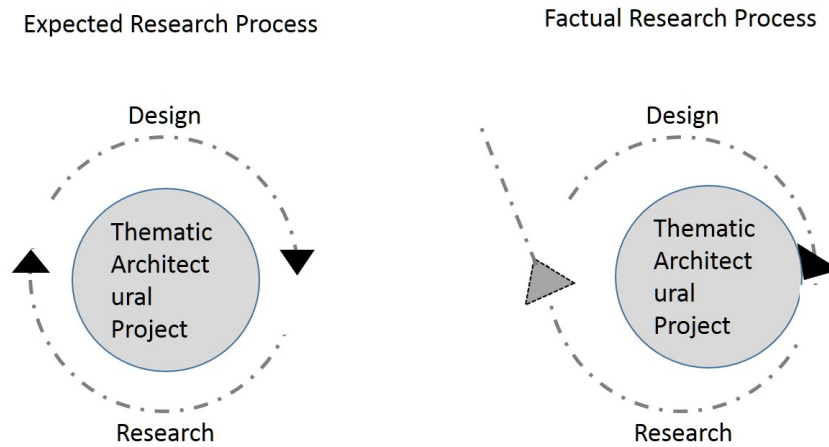 Expected Research Process
Factual Research Process
Design
Thematic
Architect
ural
Project
Research
Design
Thematic
Architect
ural
Project
Research